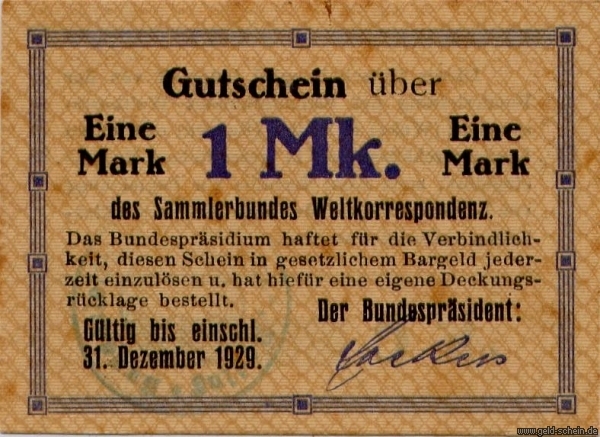 Gutschein über
Eine Mark 1 Mk. Eine Mark
des Sammlerbundes Weltkorrespondenz.
Das Bundespräsidium haftet für die Verbindlich-
keit, diesen Schein in gesetzlichem Bargeld jeder-
zeit einzulösen u. hat hiefür eine eigene Deckungs-
rücklage bestellt.
Der Bundespräsident:
Gültig bis einschl.
31. Dezember 1929.
www.geld-schein.de